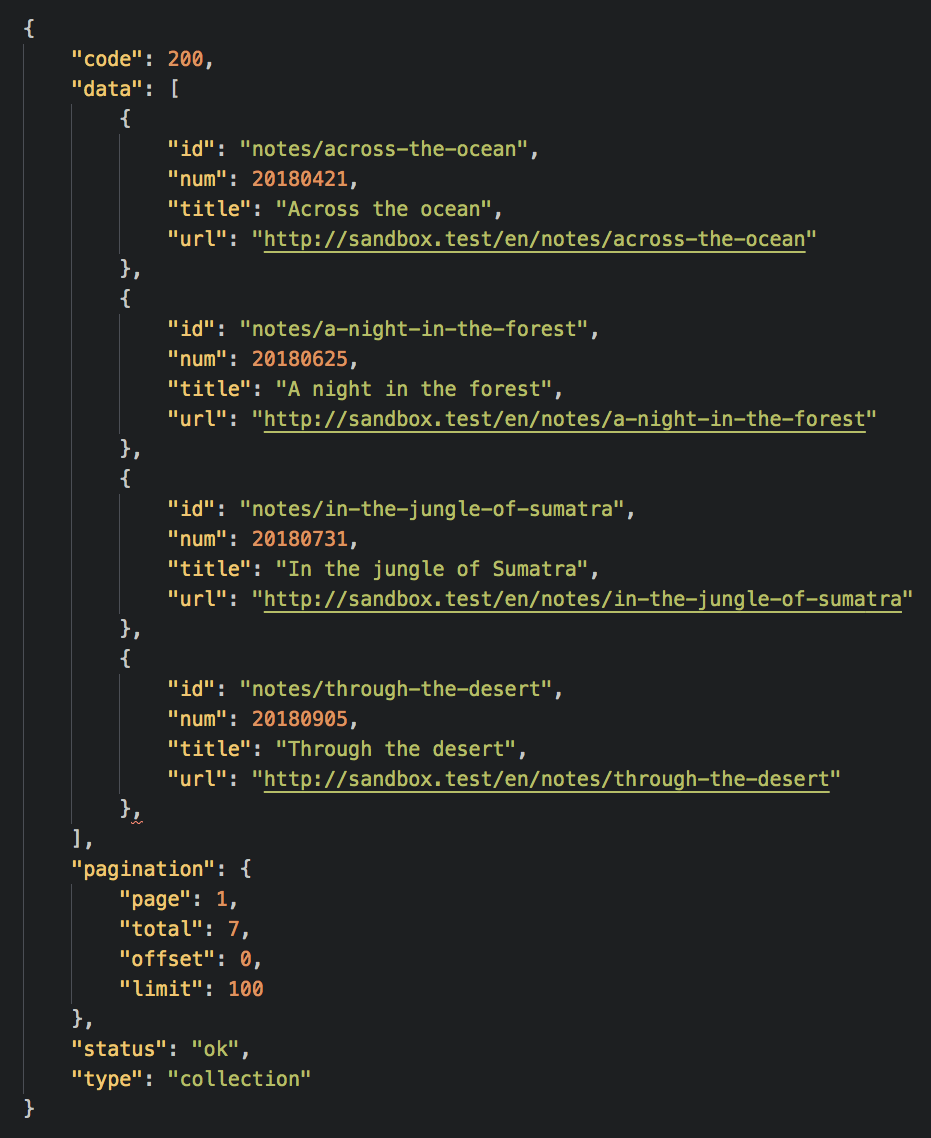 {
    "code": 200,
    "data": [
        {
            "id": "notes/across-the-ocean",
            "num": 20180421,
            "title": "Across the ocean",
            "url": "http://sandbox.test/en/notes/across-the-ocean"
        },
        {
            "id": "notes/a-night-in-the-forest",
            "num": 20180625,
            "title": "A night in the forest",
            "url": "http://sandbox.test/en/notes/a-night-in-the-forest"
        },
        {
            "id": "notes/in-the-jungle-of-sumatra",
            "num": 20180731,
            "title": "In the jungle of Sumatra",
            "url": "http://sandbox.test/en/notes/in-the-jungle-of-sumatra"
        },
        {
            "id": "notes/through-the-desert",
            "num": 20180905,
            "title": "Through the desert",
            "url": "http://sandbox.test/en/notes/through-the-desert"
        },
    ],
    "pagination": {
        "page": 1,
        "total": 7,
        "offset": 0,
        "limit": 100
    },
    "status": "ok",
    "type": "collection"
}